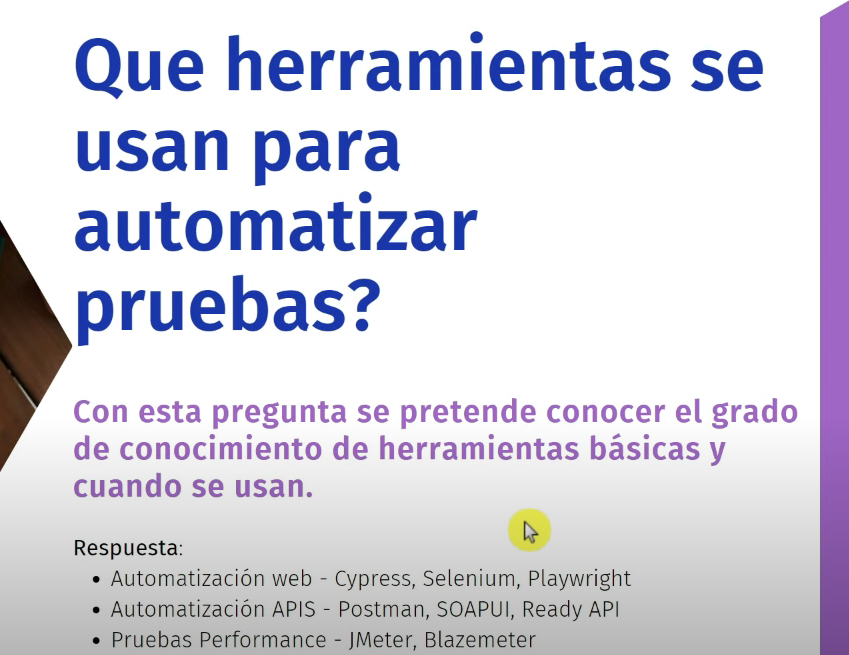 Que herramientas se
usan para
automatizar
pruebas?
Con esta pregunta se pretende conocer el grado
de conocimiento de herramientas básicas y
cuando se usan.
Respuesta:
• Automatización web - Cypress, Selenium, Playwright
• Automatización APIS - Postman, SOAPUI, Ready API
• Pruebas Performance - JMeter, Blazemeter